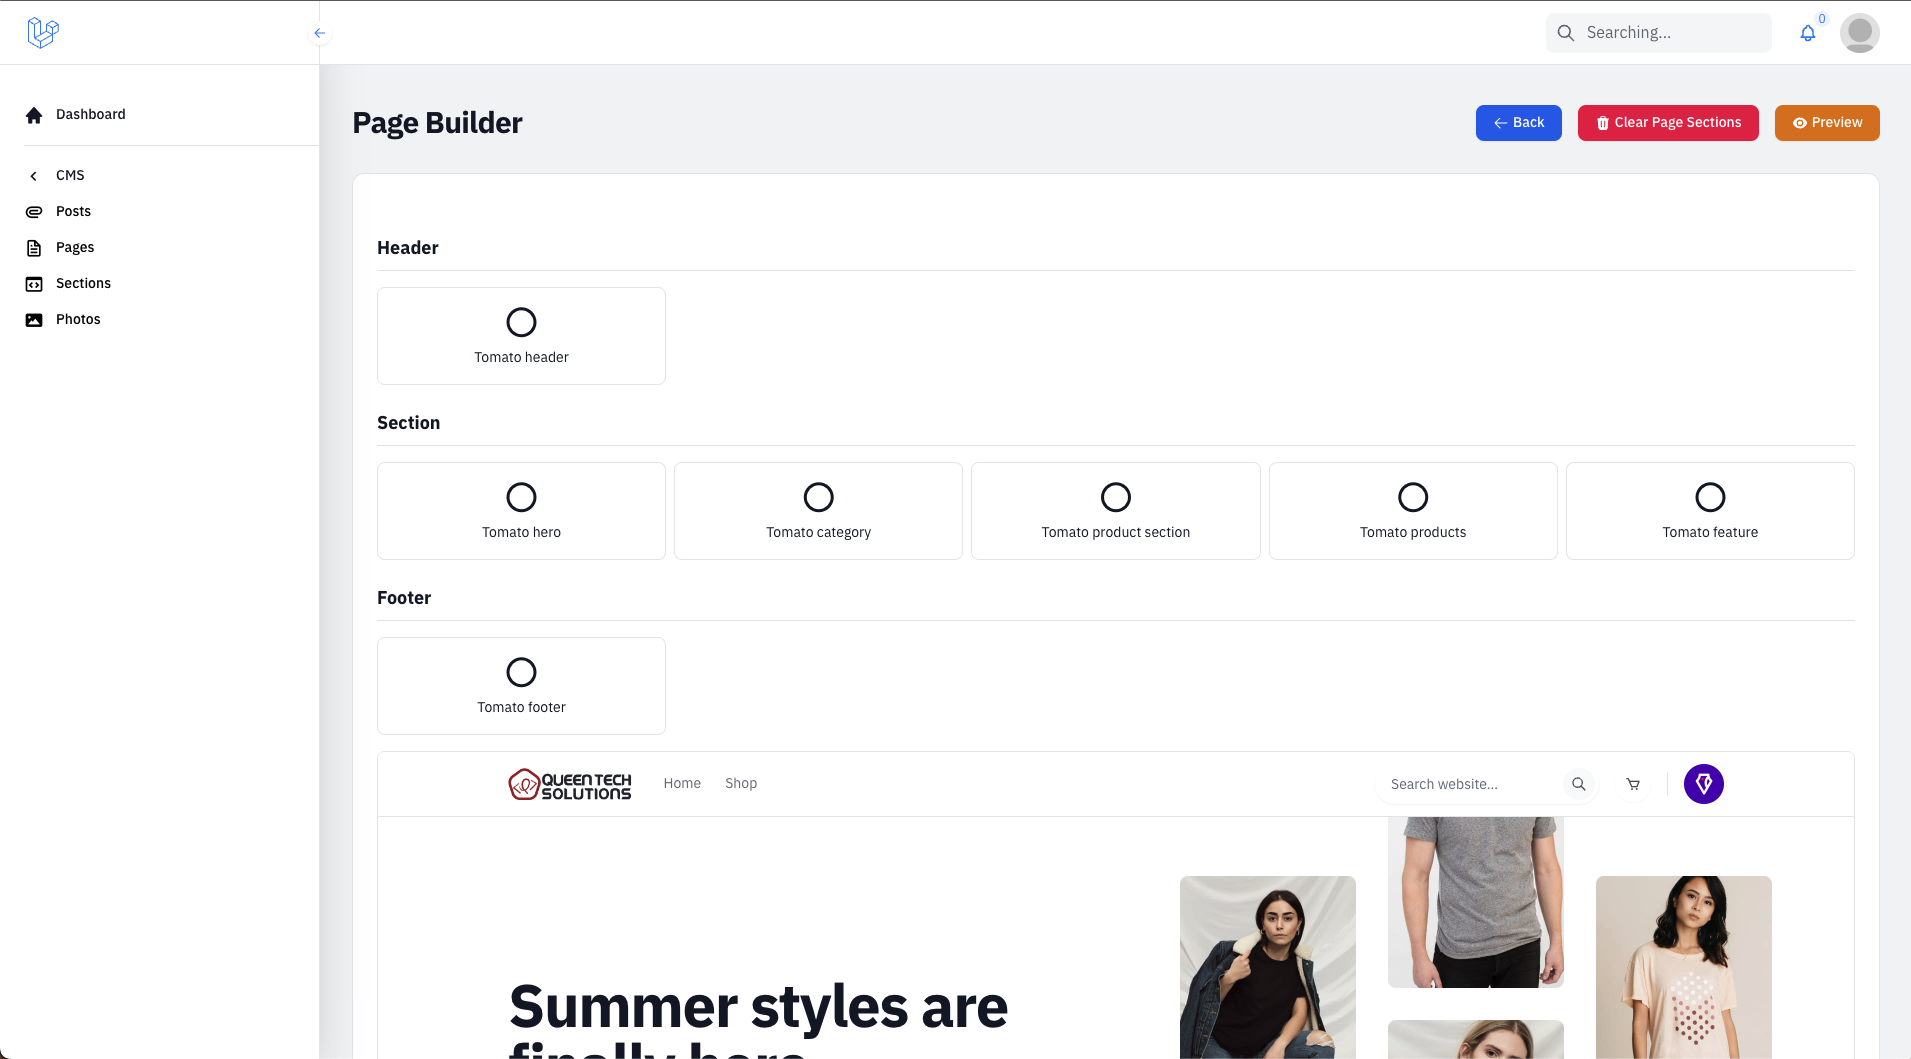 Searching...
0
Dashboard
CMS
Posts
Pages
Sections
Photos
Page Builder
Back
Clear Page Sections
Preview
Header
Tomato header
Section
Tomato hero
Tomato category
Tomato product section
Tomato products
Tomato feature
Footer
Tomato footer
QUEEN TECH
SOLUTIONS
Home
Shop
Search website...
Summer styles are
finally here